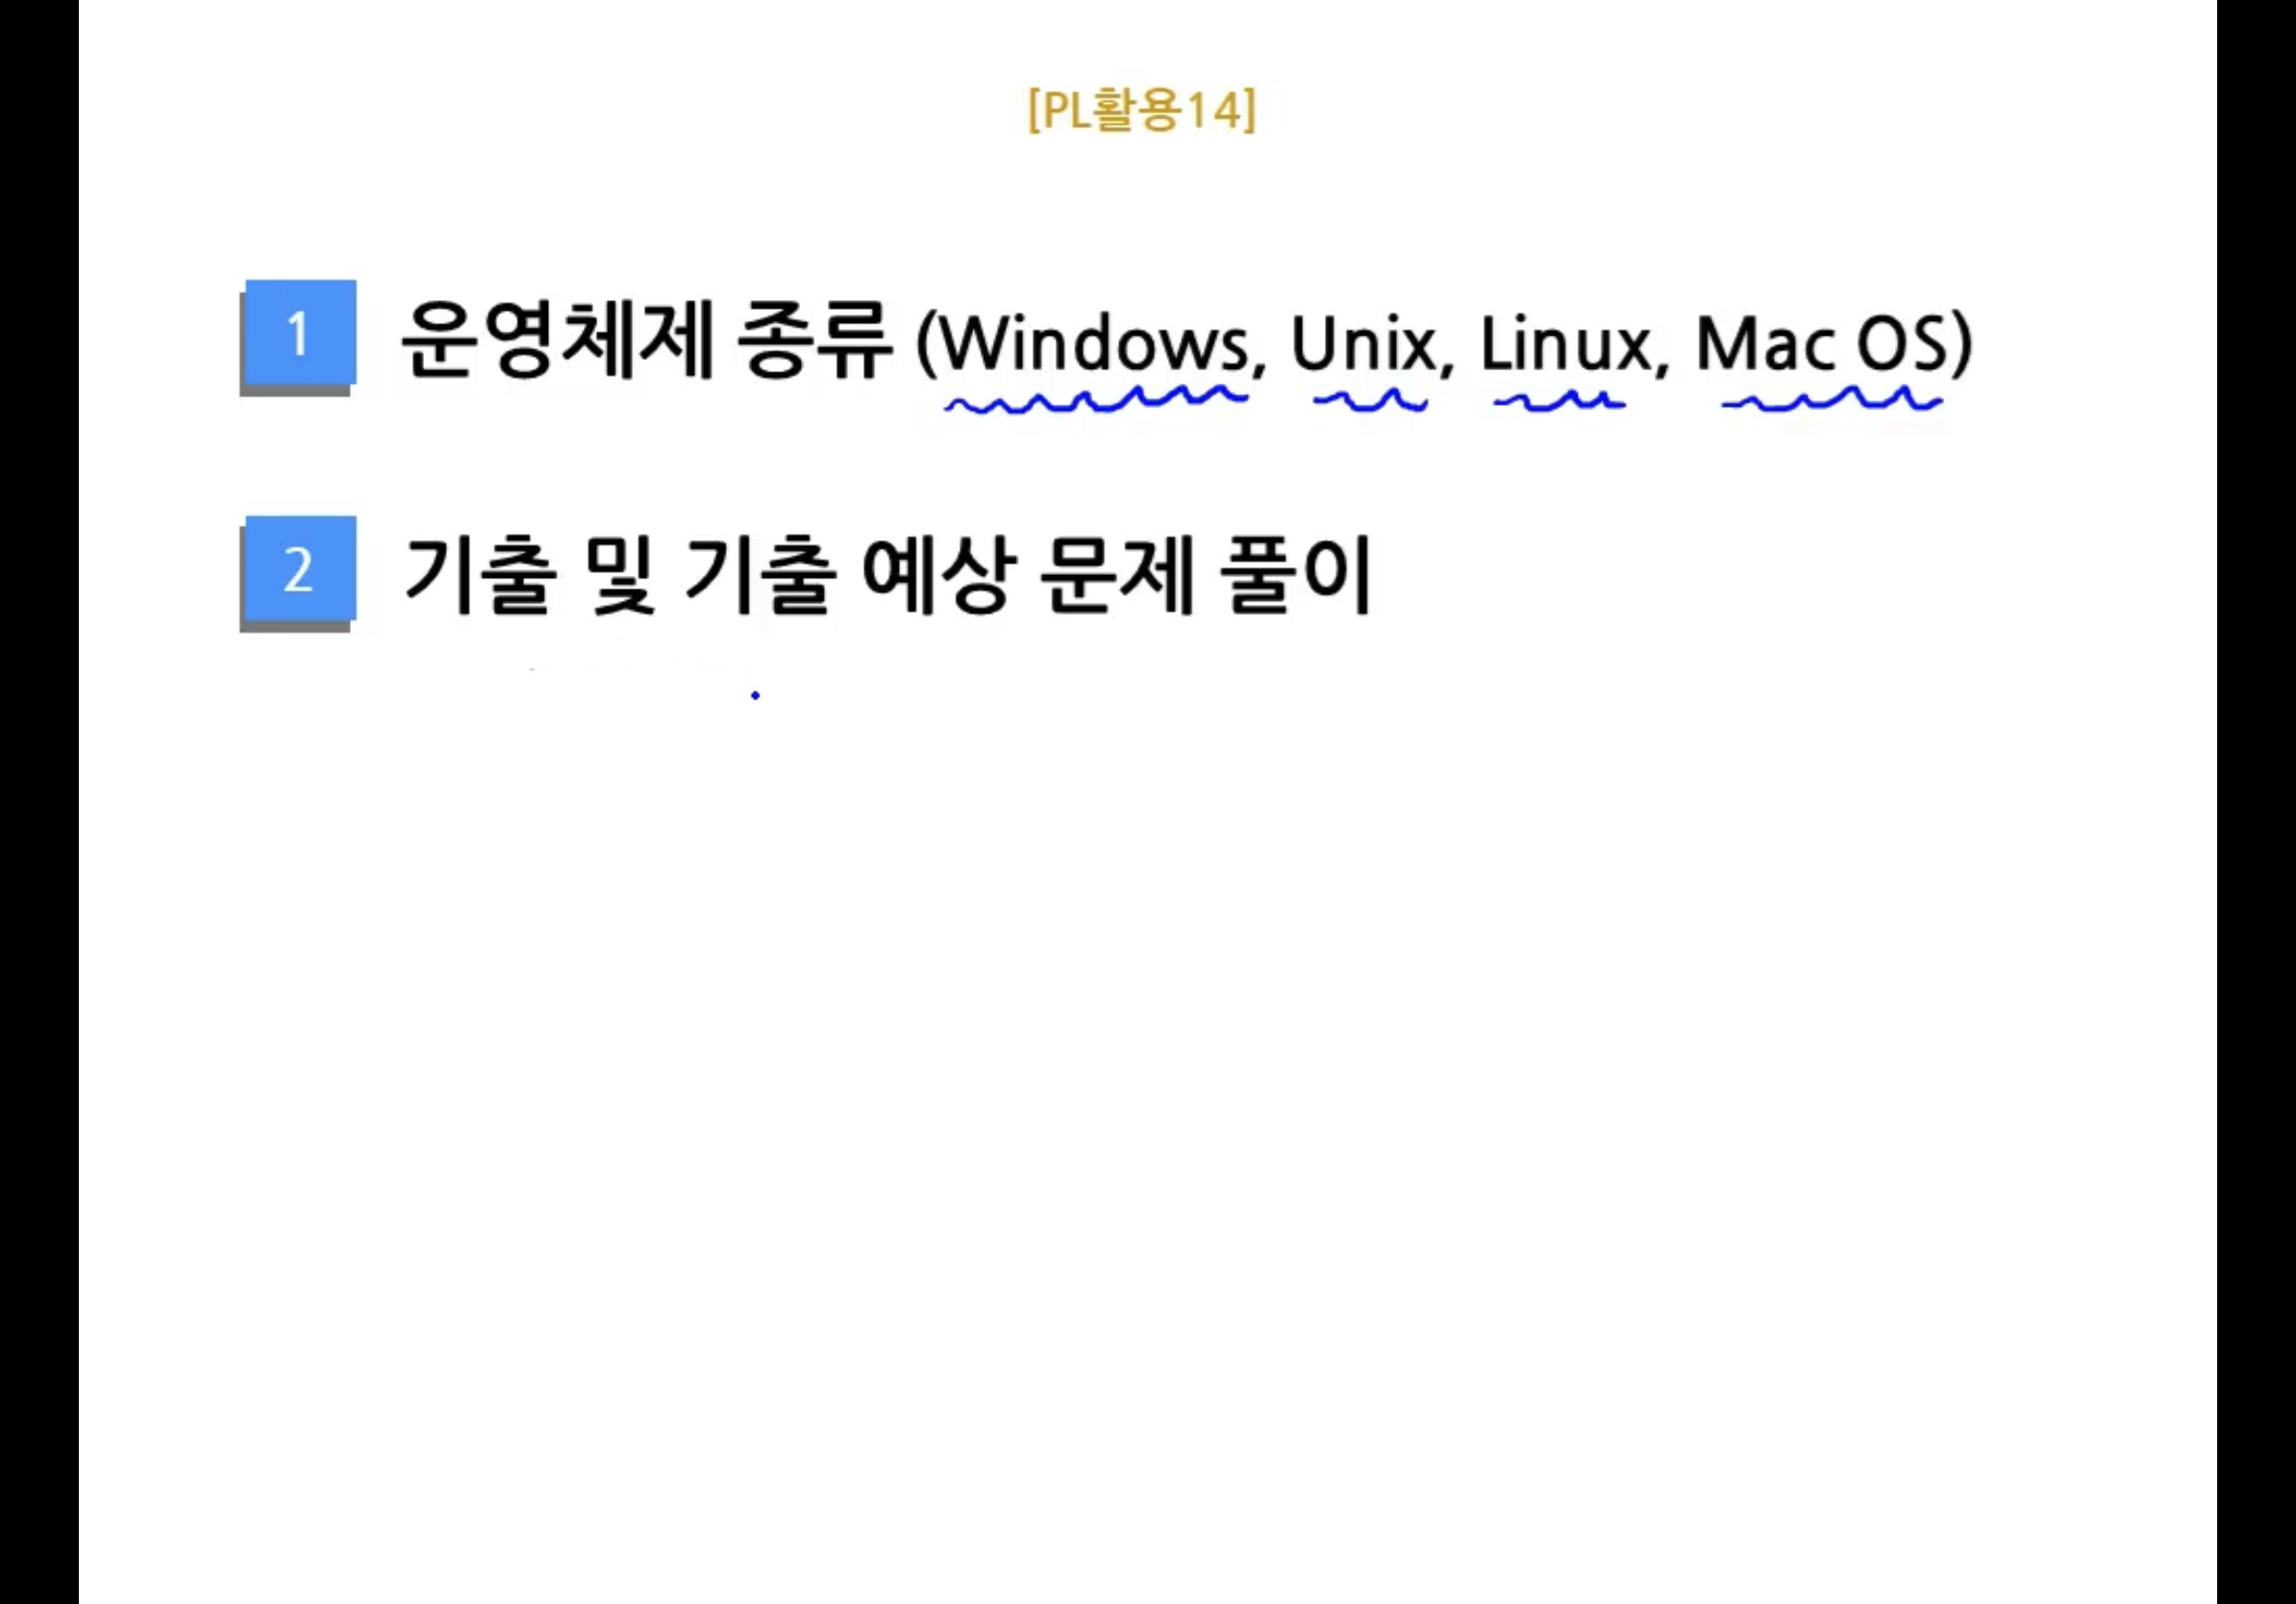 [PL활용14]
1 운영체제 종류 (Windows, Unix, Linux, Mac OS)
2 기출 및 기출 예상 문제 풀이